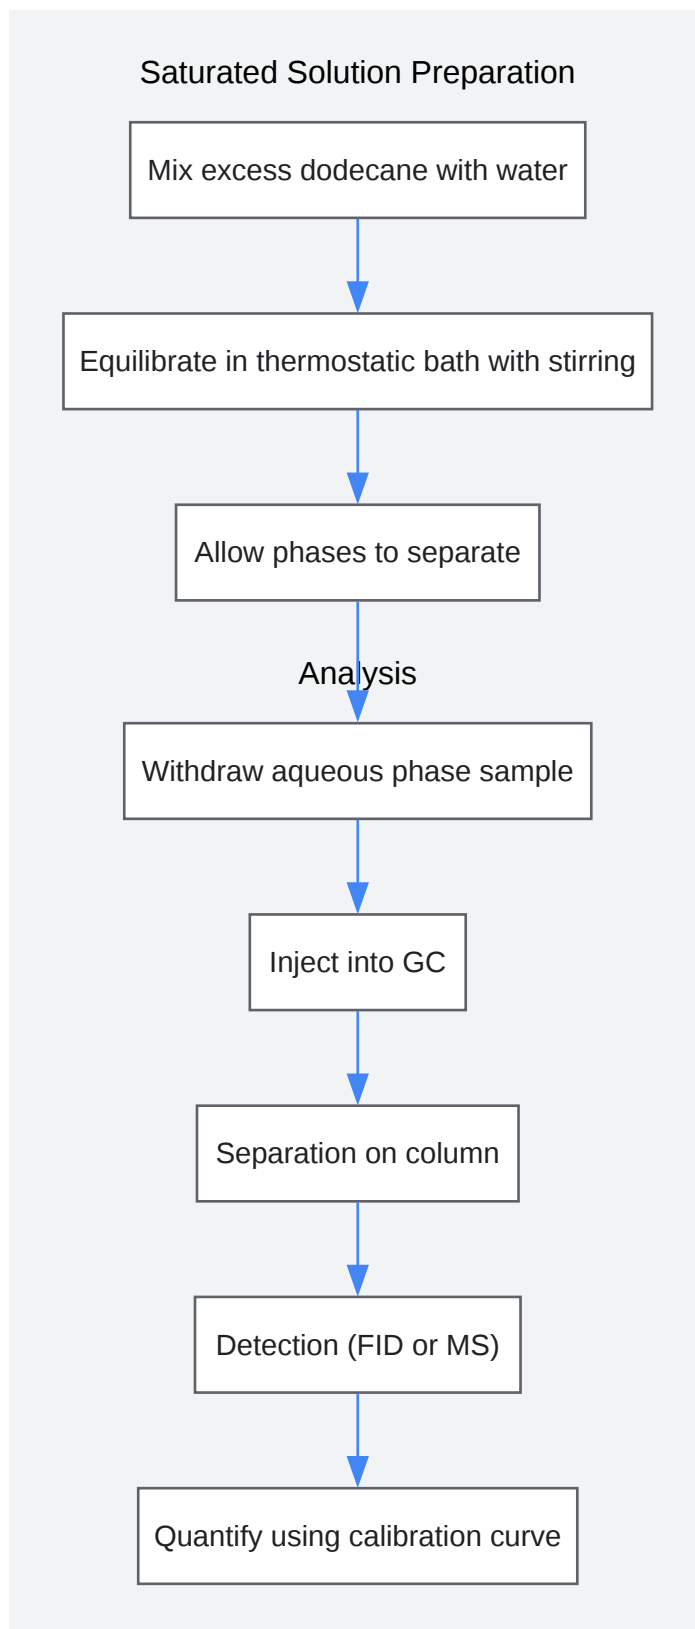 Saturated Solution Preparation
Mix excess dodecane with water
Equilibrate in thermostatic bath with stirring
Allow phases to separate
Analysis
Withdraw aqueous phase sample
Inject into GC
Separation on column
Detection (FID or MS)
Quantify using calibration curve